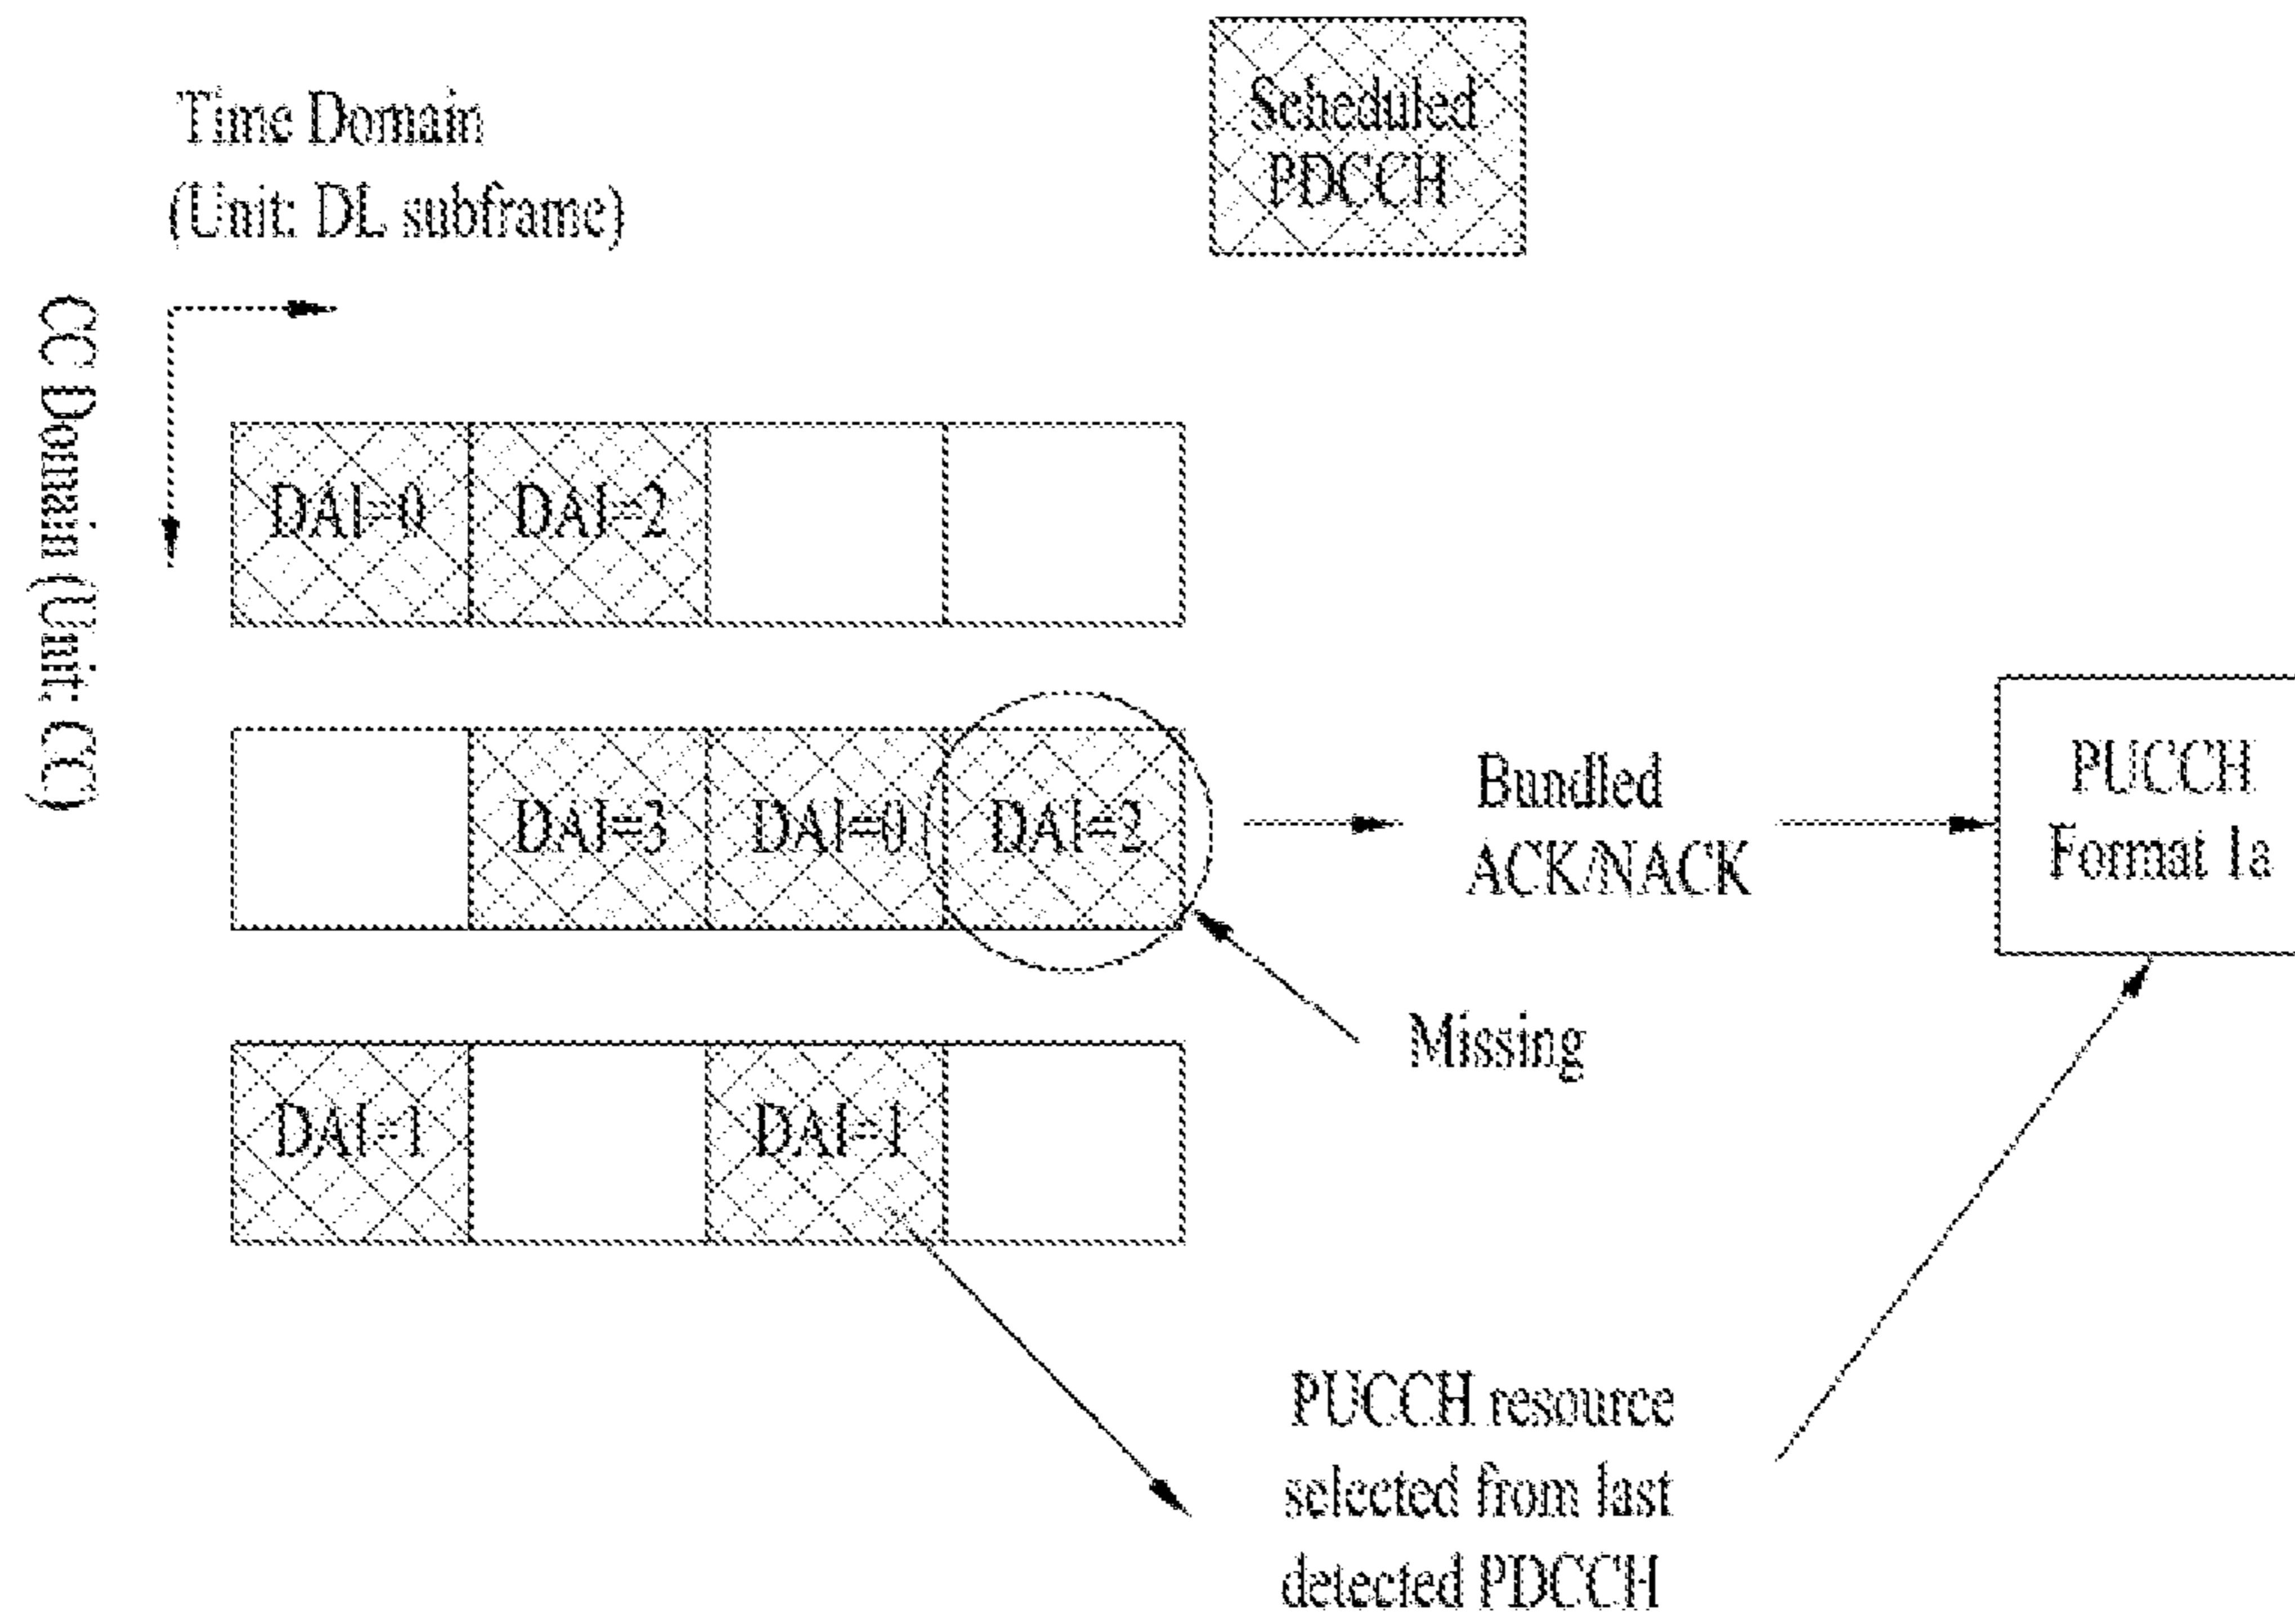 Time Domain
(Unit: DL subframe)
Scheduled
PDCCH
CC Domain (Unit: CC)
DAI=0 DAI=2
DAI=3 DAI=0 DAI=2
Bundled
ACK/NACK
PUCCH
Format 1a
Missing
DAI=1 DAI=1
PUCCH resource
selected from last
detected PDCCH